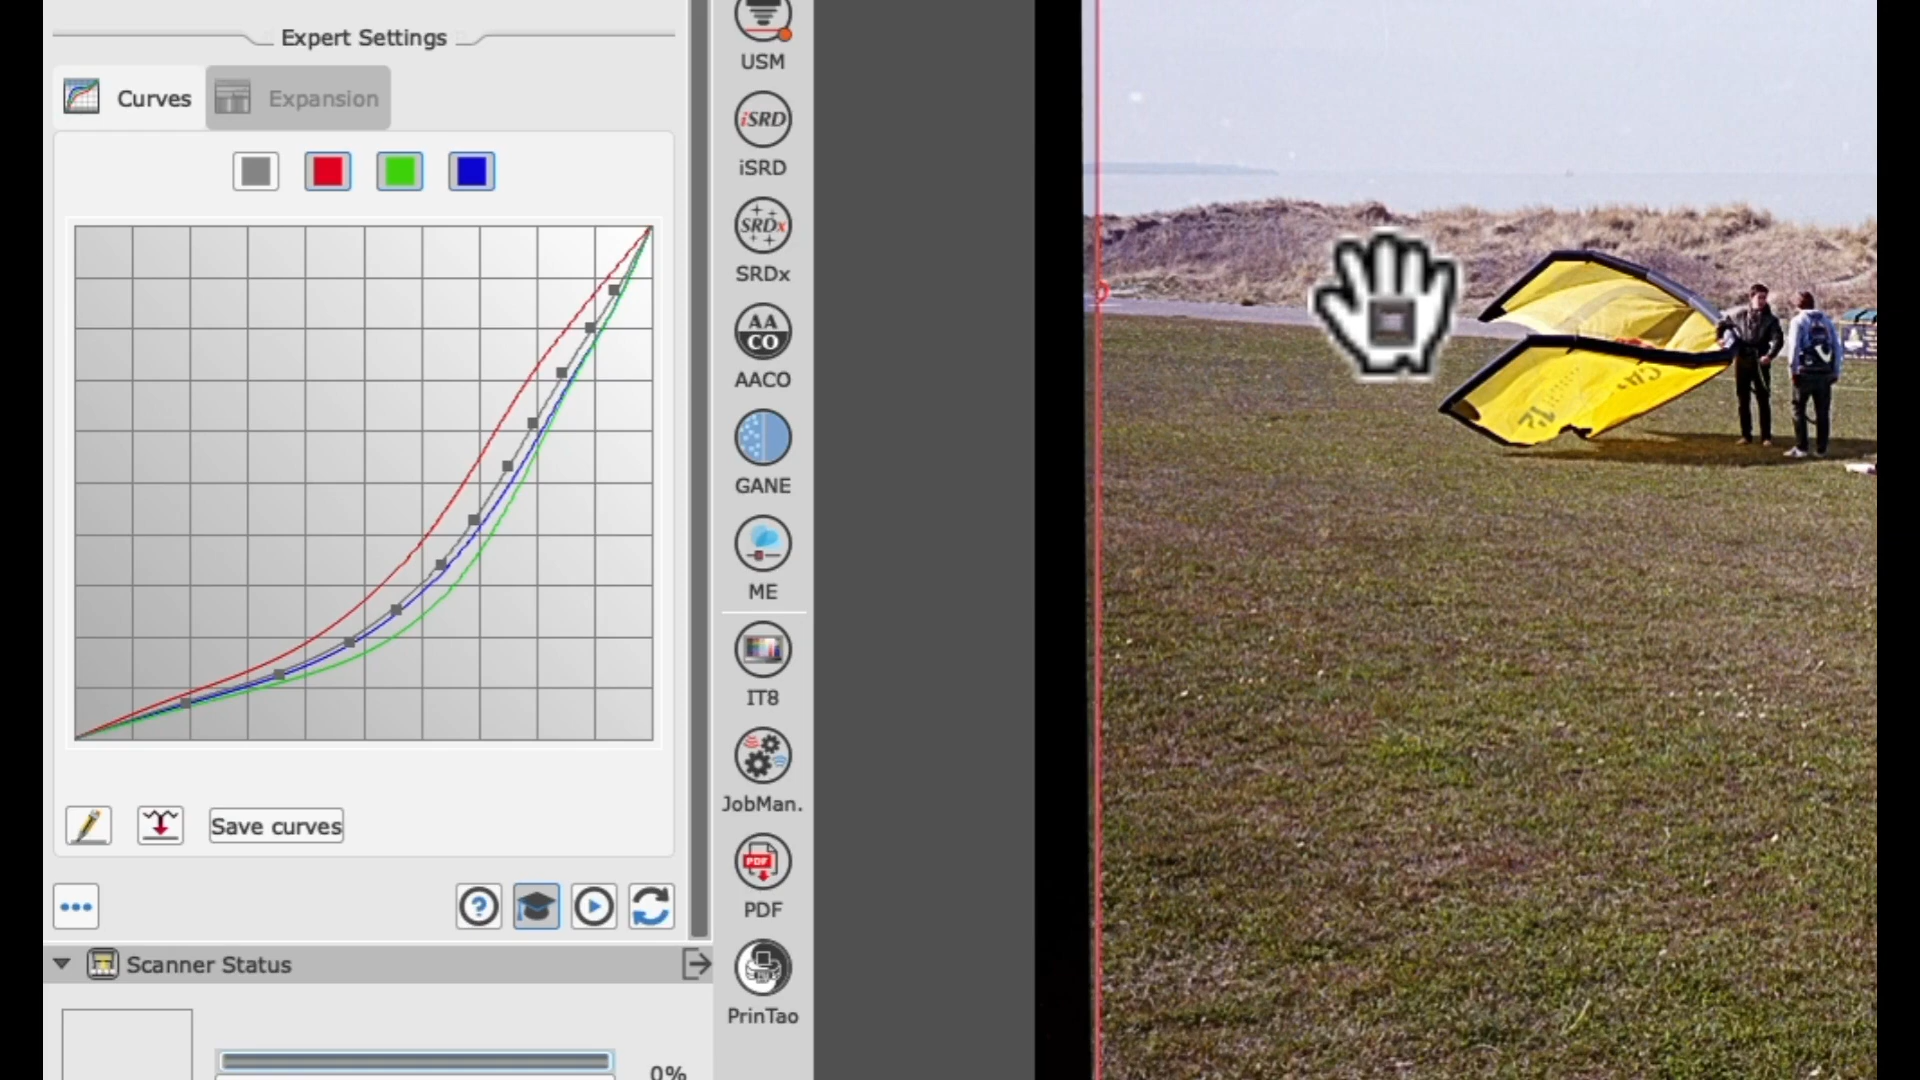 Expert Settings
Curves
Expansion
Save curves
Scanner Status
0%
USM
iSRD
iSRD
SRDx
SRDx
AA
CO
AACO
GANE
ME
IT8
JobMan.
PDF
PDF
PrinTao
12